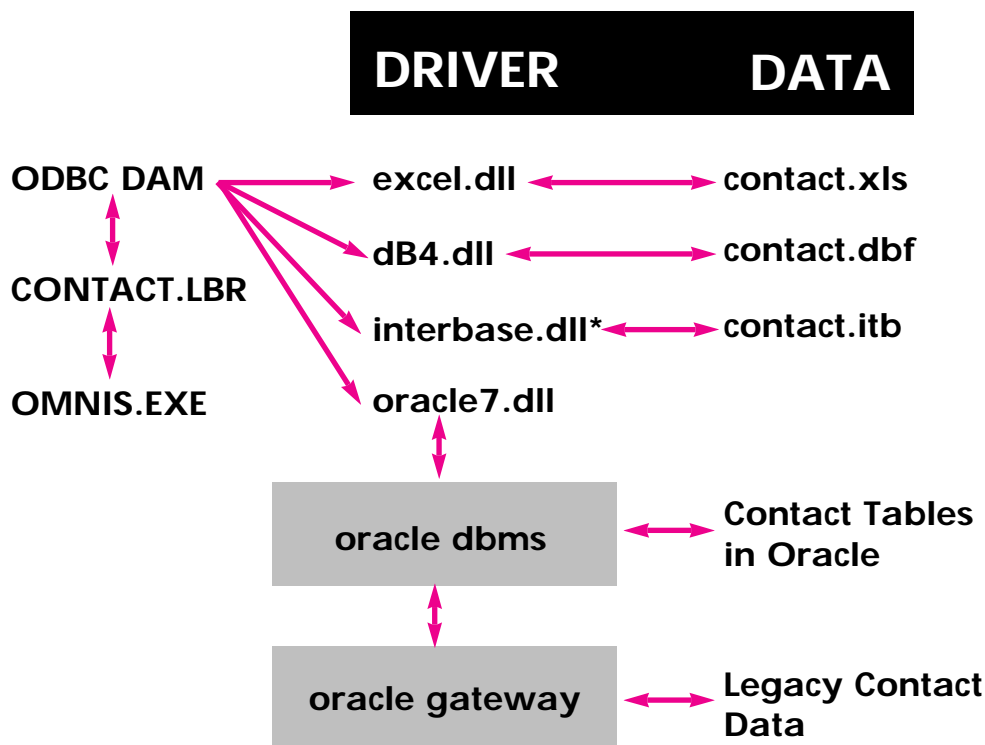 DRIVER DATA
ODBC DAM excel.dll contact.xls
dB4.dll contact.dbf
CONTACT.LBR
interbase.dll* contact.itb
OMNIS.EXE oracle7.dll
oracle dbms
Contact Tables
in Oracle
oracle gateway
Legacy Contact
Data